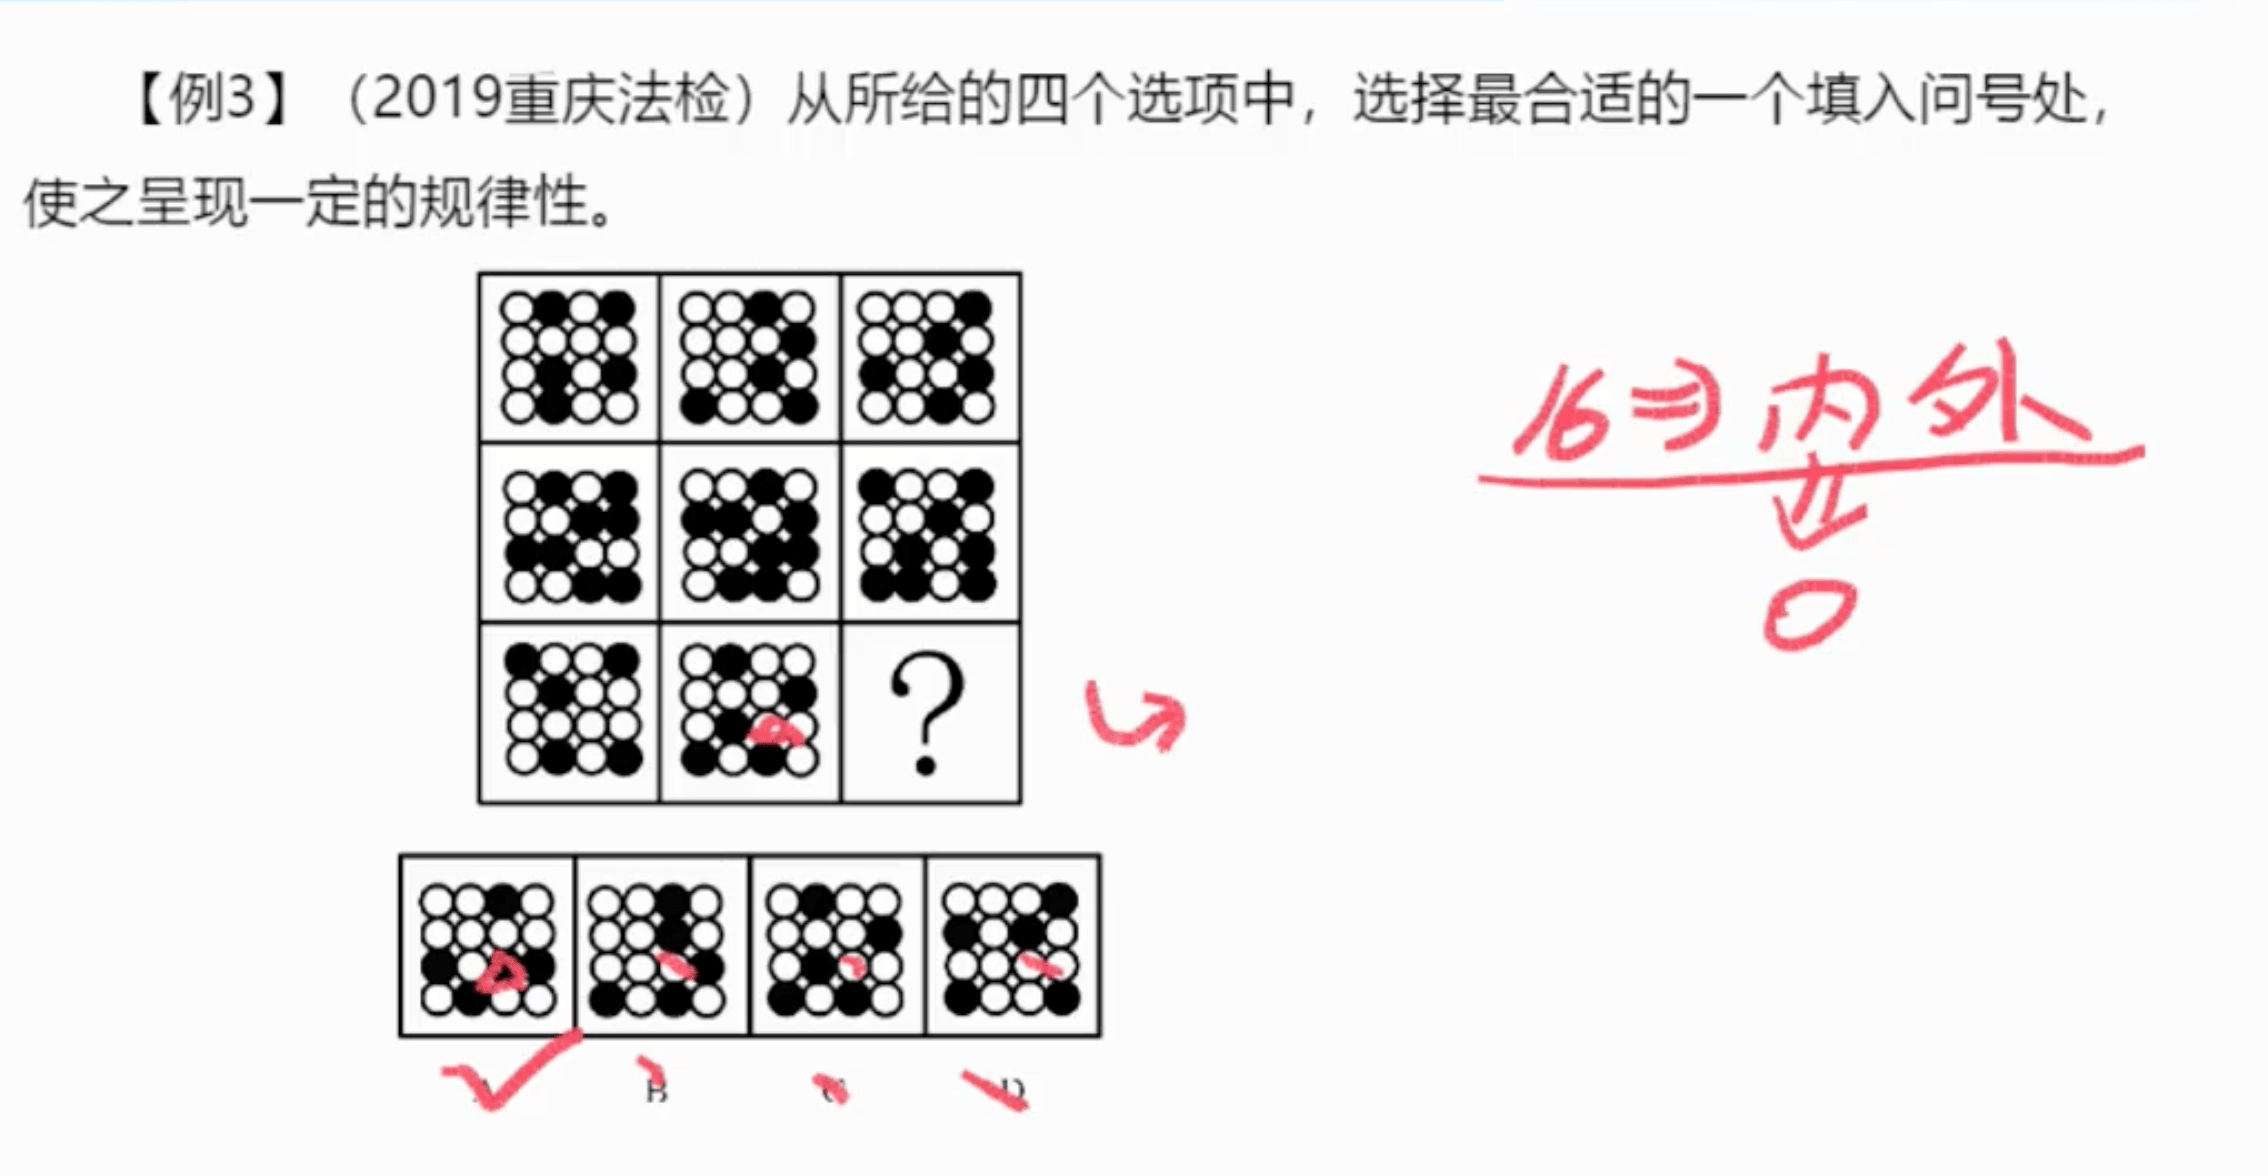 【例3】（2019重庆法检）从所给的四个选项中，选择最合适的一个填入问号处，
使之呈现一定的规律性。
16⇒内外
?
A B C D